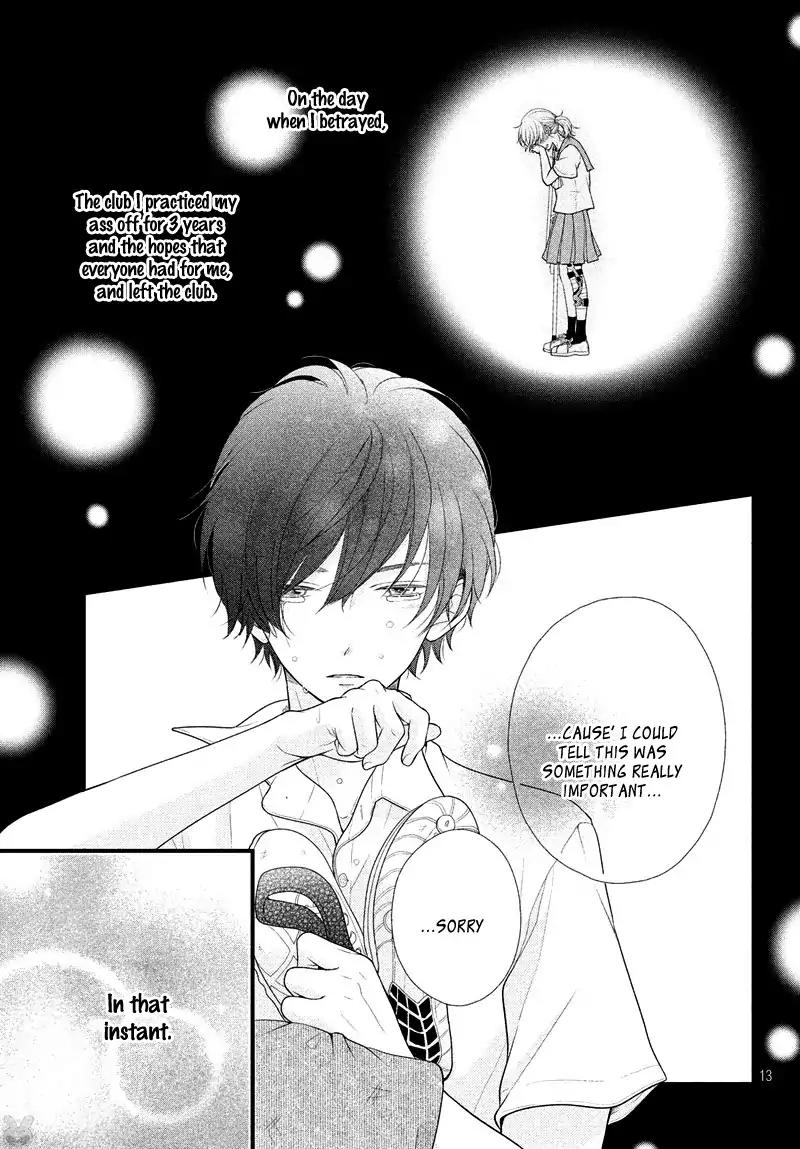 On the day
when I betrayed,
The club I practiced my
ass off for 3 years
and the hopes that
everyone had for me,
and left the club.
...CAUSE' I COULD
TELL THIS WAS
SOMETHING REALLY
IMPORTANT...
...SORRY
In that
instant.
13